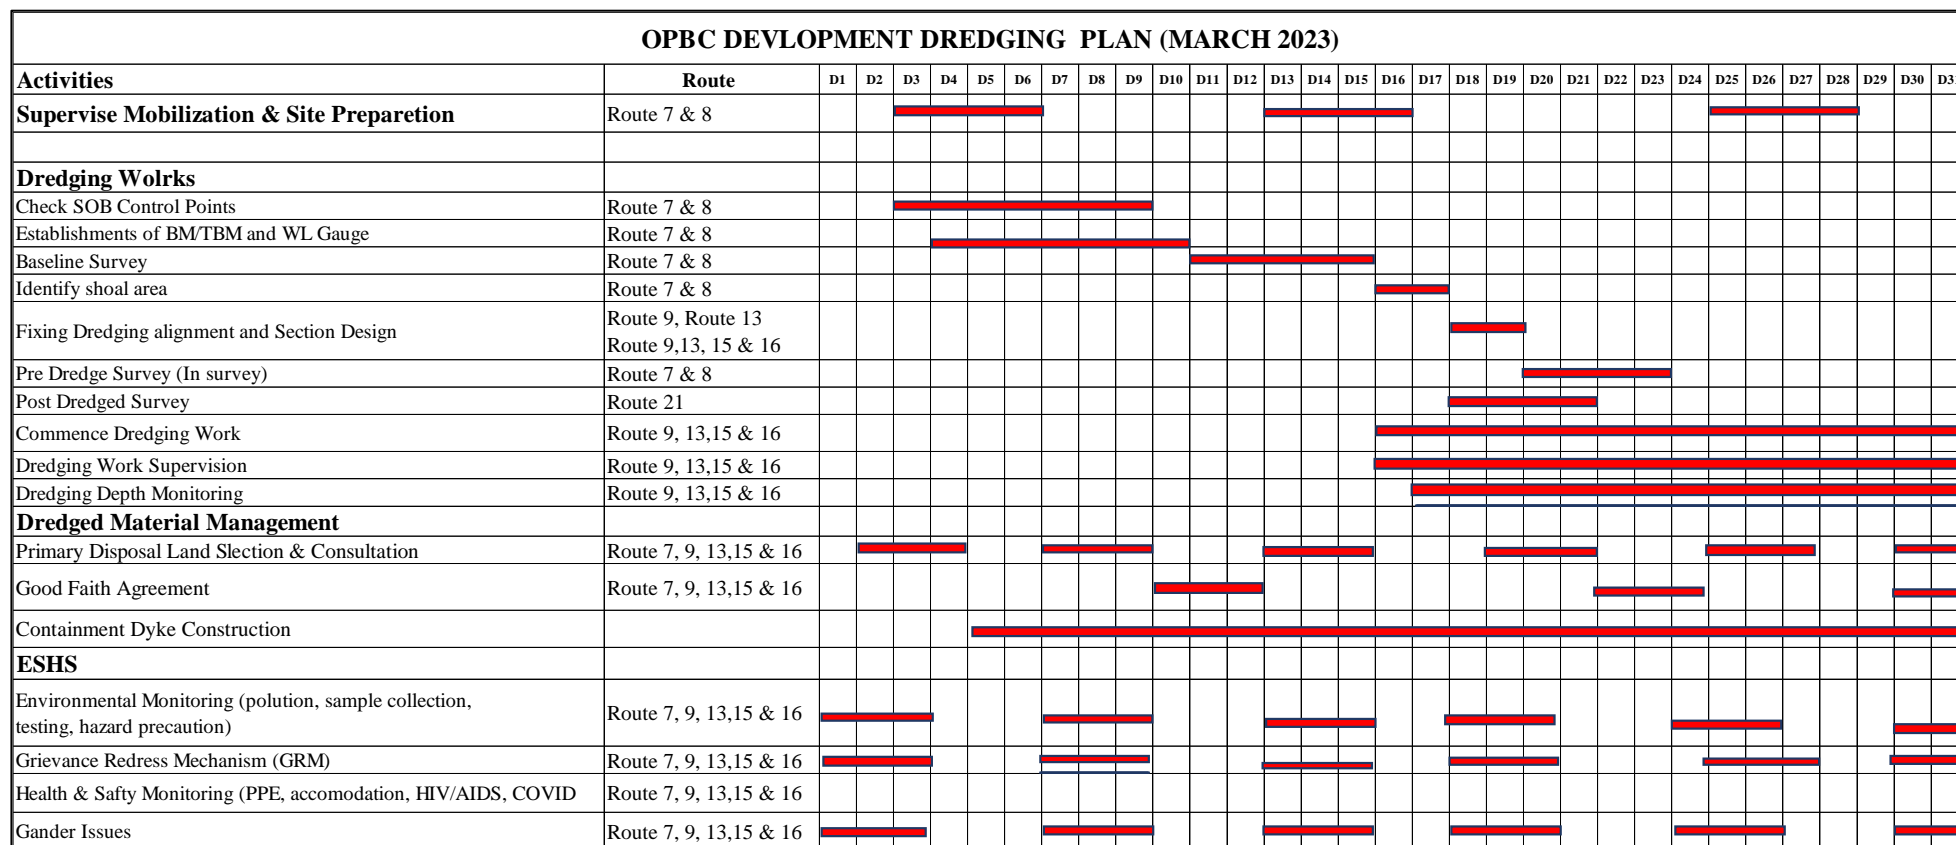 OPBC DEVLOPMENT DREDGING PLAN (MARCH 2023)
Activities Route D1 D2 D3 D4 D5 D6 D7 D8 D9 D10 D11 D12 D13 D14 D15 D16 D17 D18 D19 D20 D21 D22 D23 D24 D25 D26 D27 D28 D29 D30 D31
Supervise Mobilization & Site Preparetion Route 7 & 8
Dredging Wolrks
Check SOB Control Points Route 7 & 8
Establishments of BM/TBM and WL Gauge Route 7 & 8
Baseline Survey Route 7 & 8
Identify shoal area Route 7 & 8
Fixing Dredging alignment and Section Design Route 9, Route 13
Route 9,13, 15 & 16
Pre Dredge Survey (In survey) Route 7 & 8
Post Dredged Survey Route 21
Commence Dredging Work Route 9, 13,15 & 16
Dredging Work Supervision Route 9, 13,15 & 16
Dredging Depth Monitoring Route 9, 13,15 & 16
Dredged Material Management
Primary Disposal Land Slection & Consultation Route 7, 9, 13,15 & 16
Good Faith Agreement Route 7, 9, 13,15 & 16
Containment Dyke Construction
ESHS
Environmental Monitoring (polution, sample collection,
testing, hazard precaution) Route 7, 9, 13,15 & 16
Grievance Redress Mechanism (GRM) Route 7, 9, 13,15 & 16
Health & Safty Monitoring (PPE, accomodation, HIV/AIDS, COVID Route 7, 9, 13,15 & 16
Gander Issues Route 7, 9, 13,15 & 16